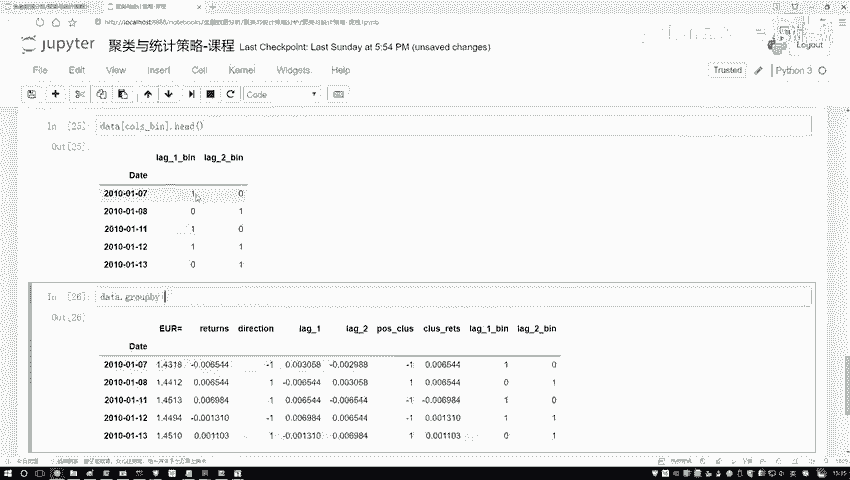 jupyter 聚类与统计策略-课程 Last Checkpoint: Last Sunday at 5:54 PM (unsaved changes)
Logout
File Edit View Insert Cell Kernel Widgets Help
Trusted
Python 3
Code
In [25] data[cols_bin].head()
Out[25]
lag_1_bin lag_2_bin
Date
2010-01-07 1 0
2010-01-08 0 1
2010-01-11 1 0
2010-01-12 1 1
2010-01-13 0 1
In [26] data.groupby
Out[26]
EUR= returns direction lag_1 lag_2 pos_clus clus_rets lag_1_bin lag_2_bin
Date
2010-01-07 1.4318 -0.006544 -1 0.003058 -0.002988 -1 0.006544 1 0
2010-01-08 1.4412 0.006544 1 -0.006544 0.003058 1 0.006544 0 1
2010-01-11 1.4513 0.006984 1 0.006544 -0.006544 -1 -0.006984 1 0
2010-01-12 1.4494 -0.001310 -1 0.006984 0.006544 -1 0.001310 1 1
2010-01-13 1.4510 0.001103 1 -0.001310 0.006984 1 0.001103 0 1